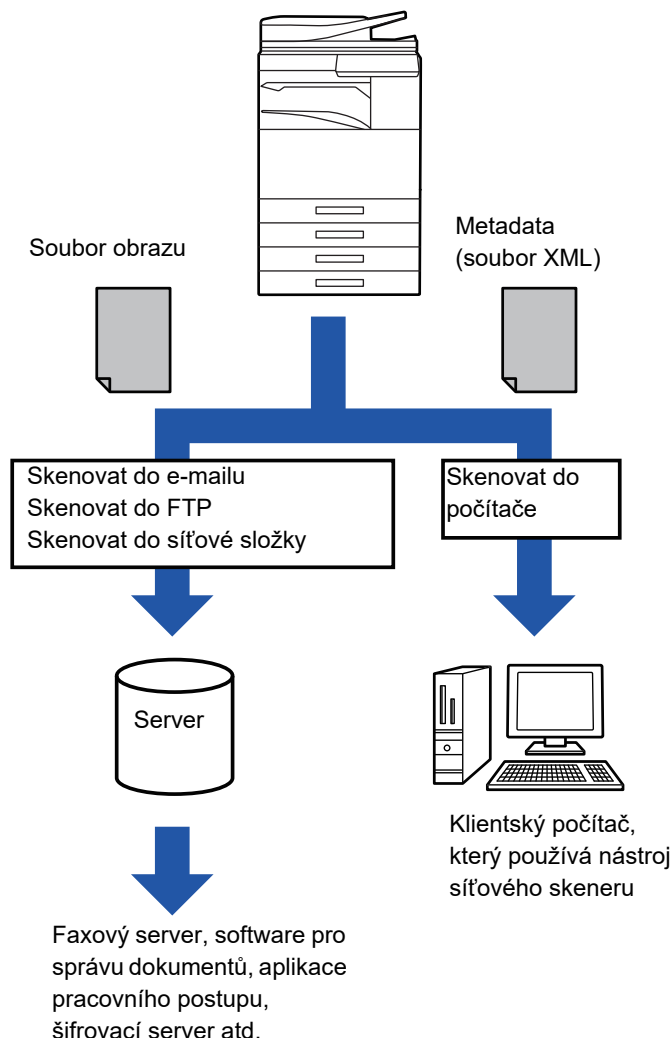 Soubor obrazu
Metadata
(soubor XML)
Skenovat do e-mailu
Skenovat do FTP
Skenovat do síťové složky
Skenovat do
počítače
Server
Klientský počítač,
který používá nástroj
síťového skeneru
Faxový server, software pro
správu dokumentů, aplikace
pracovního postupu,
šifrovací server atd.